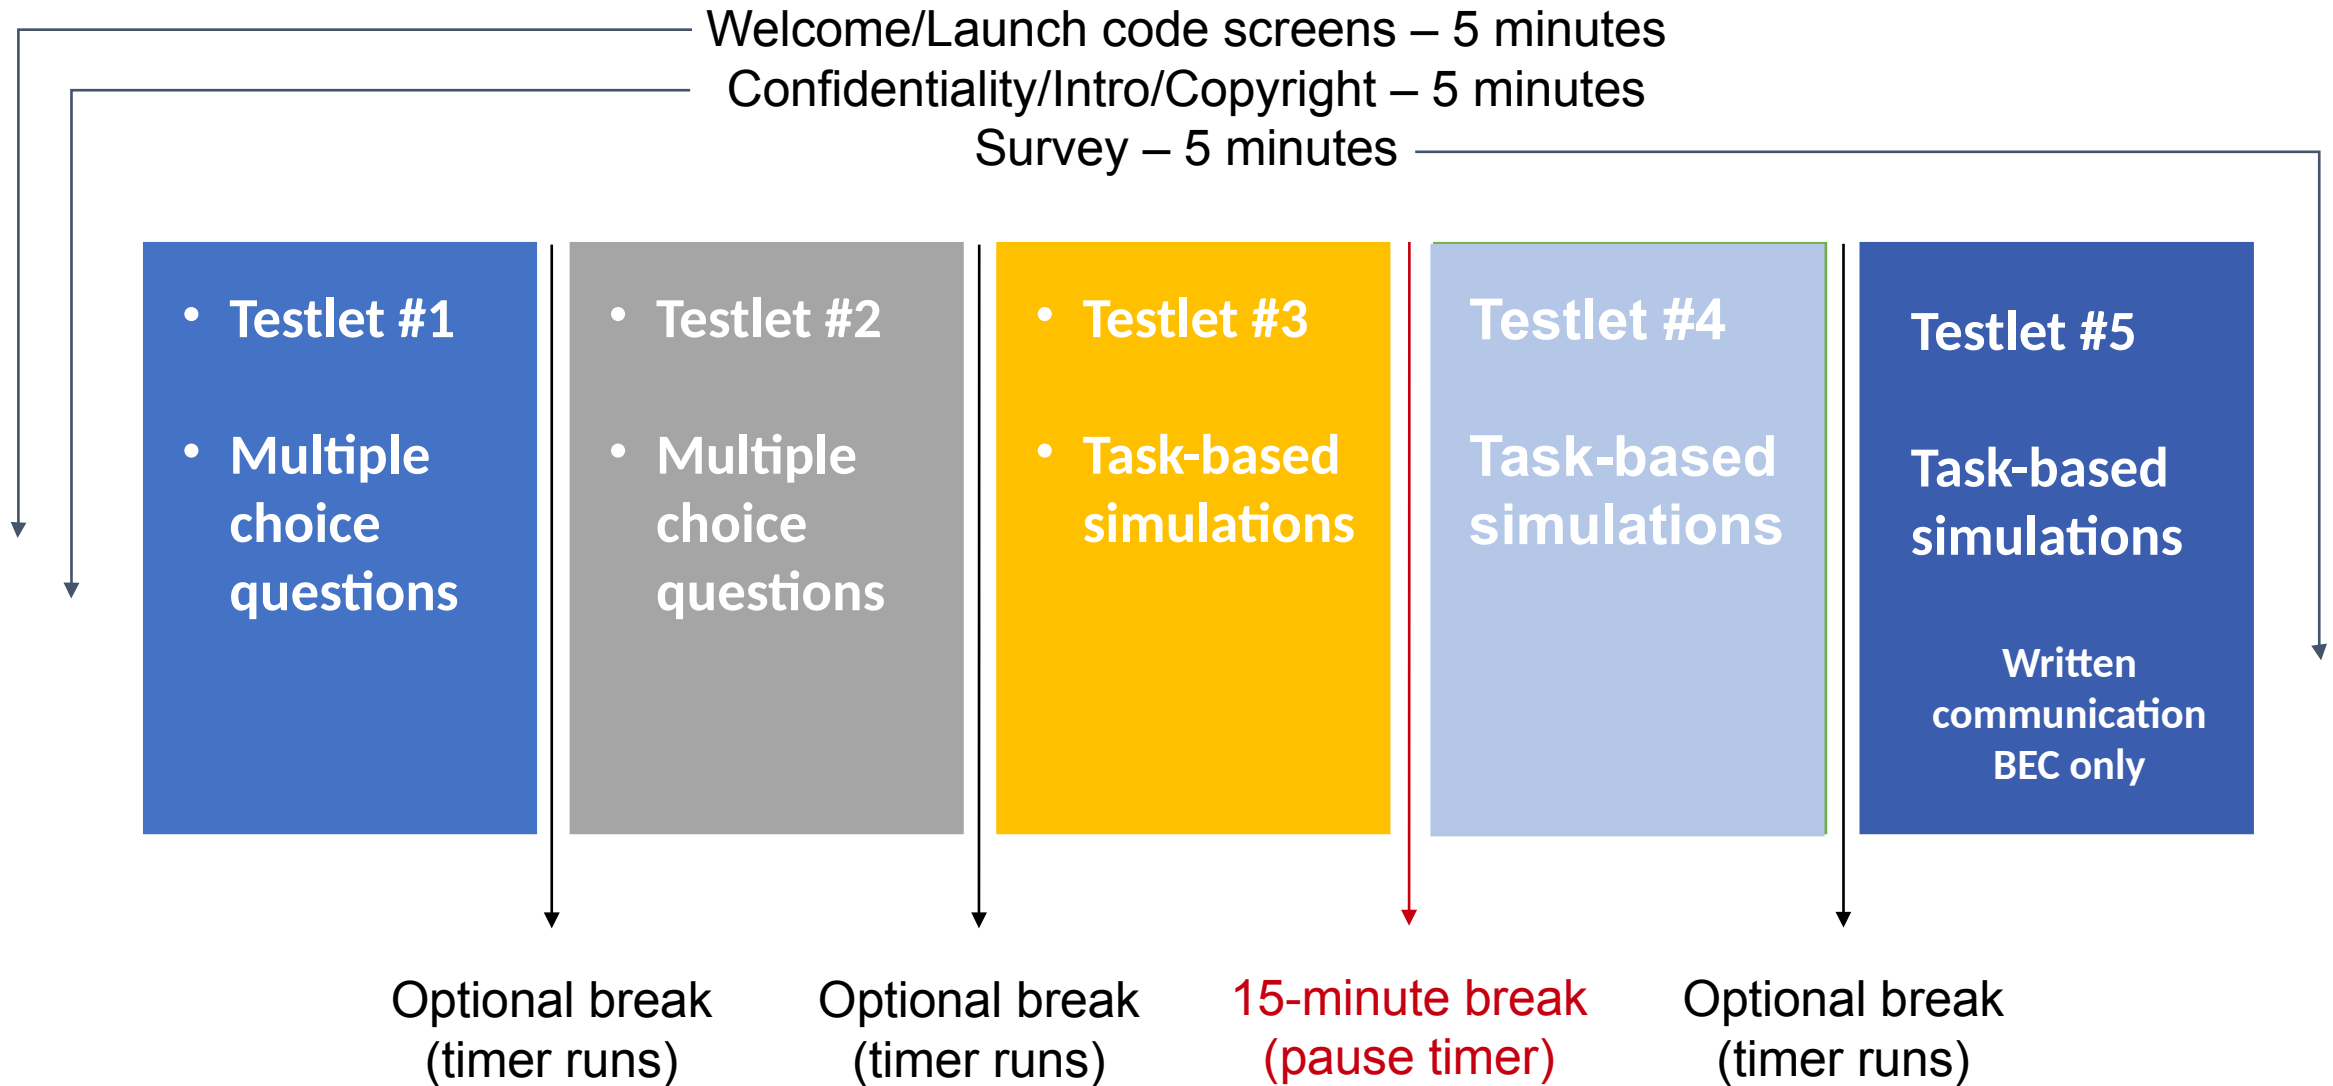 Welcome/Launch code screens – 5 minutes
Confidentiality/Intro/Copyright – 5 minutes
Survey – 5 minutes
• Testlet #1
• Multiple
choice
questions
• Testlet #2
• Multiple
choice
questions
• Testlet #3
• Task-based
simulations
Testlet #4
Task-based
simulations
Testlet #5
Task-based
simulations
Written
communication
BEC only
Optional break
(timer runs)
Optional break
(timer runs)
15-minute break
(pause timer)
Optional break
(timer runs)